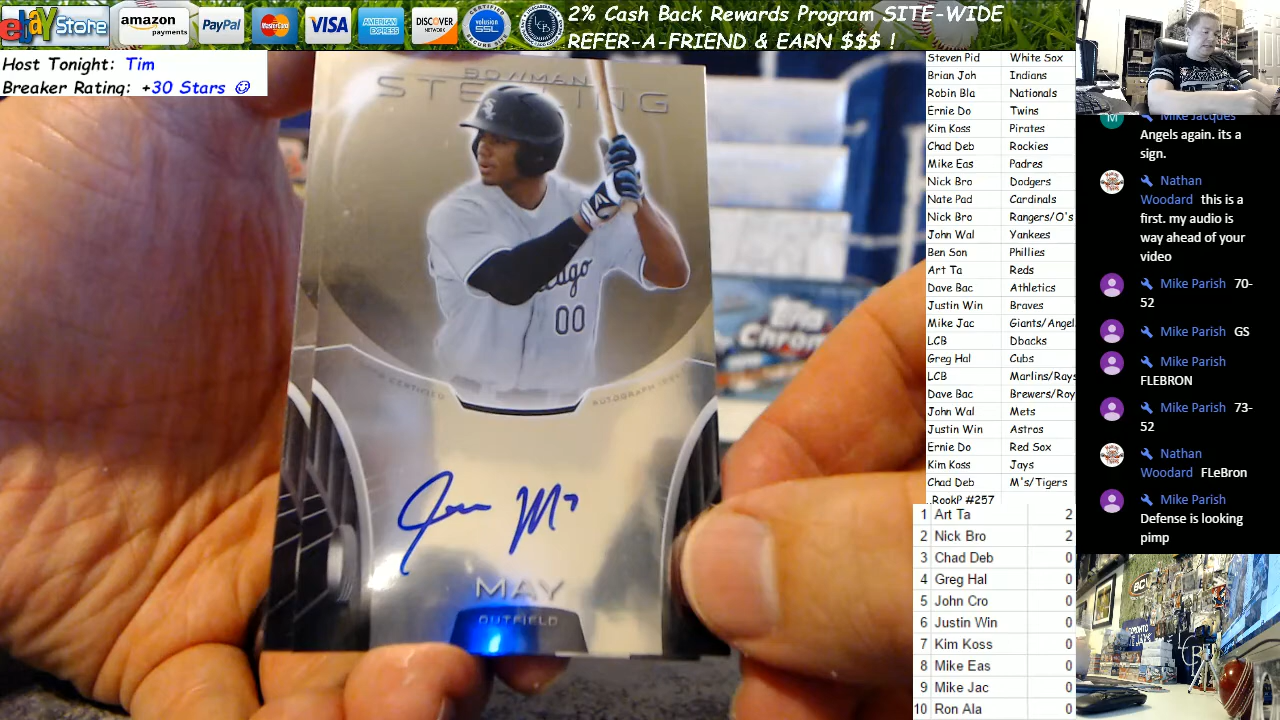 ebay Store
amazon payments
PayPal
MasterCard
VISA
AMERICAN EXPRESS
DISCOVER NETWORK
SSL
2% Cash Back Rewards Program SITE-WIDE
REFER-A-FRIEND & EARN $$$ !
Host Tonight: Tim
Breaker Rating: +30 Stars
BOWMAN
STERLING
Chicago
00
CERTIFIED
AUTOGRAPH
MAY
OUTFIELD
Steven Pid White Sox
Brian Joh Indians
Robin Bla Nationals
Ernie Do Twins
Kim Koss Pirates
Chad Deb Rockies
Mike Eas Padres
Nick Bro Dodgers
Nate Pad Cardinals
Nick Bro Rangers/O's
John Wal Yankees
Ben Son Phillies
Art Ta Reds
Dave Bac Athletics
Justin Win Braves
Mike Jac Giants/Angel
LCB Dbacks
Greg Hal Cubs
LCB Marlins/Rays
Dave Bac Brewers/Roy
John Wal Mets
Justin Win Astros
Ernie Do Red Sox
Kim Koss Jays
Chad Deb M's/Tigers
RookP #257
1 Art Ta 2
2 Nick Bro 2
3 Chad Deb 0
4 Greg Hal 0
5 John Cro 0
6 Justin Win 0
7 Kim Koss 0
8 Mike Eas 0
9 Mike Jac 0
10 Ron Ala 0
M Mike Jacques
Angels again. its a
sign.
Nathan
Woodard this is a
first. my audio is
way ahead of your
video
Mike Parish 70-
52
Mike Parish GS
Mike Parish
FLEBRON
Mike Parish 73-
52
Nathan
Woodard FLeBron
Mike Parish
Defense is looking
pimp